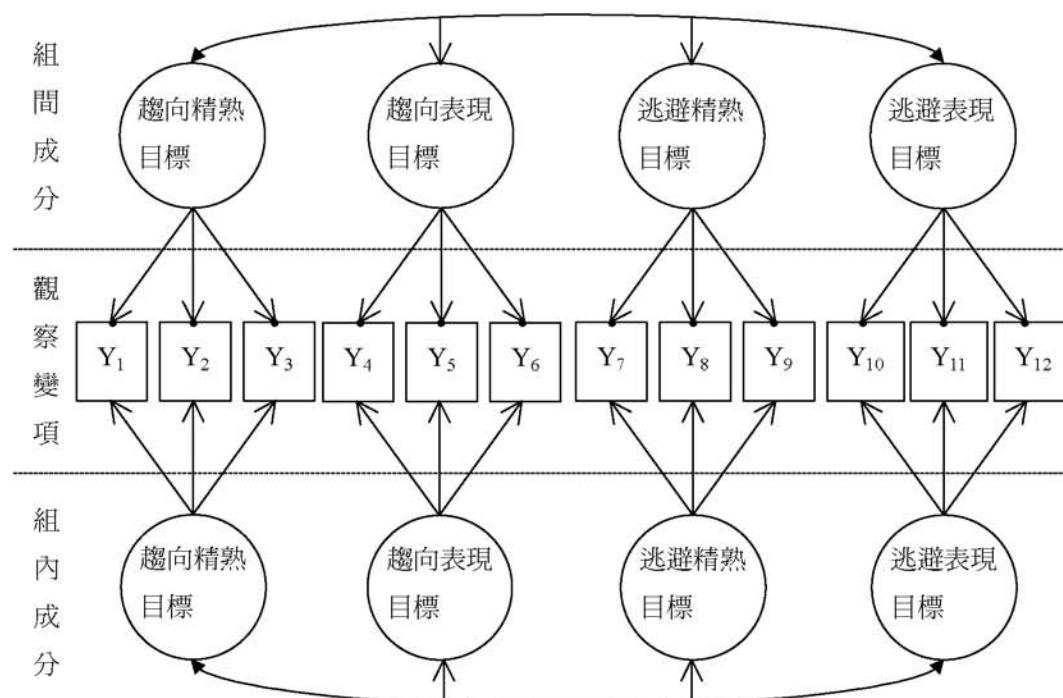 組間成分
趨向精熟
目標
趨向表現
目標
逃避精熟
目標
逃避表現
目標
觀察變項
Y₁ Y₂ Y₃ Y₄ Y₅ Y₆ Y₇ Y₈ Y₉ Y₁₀ Y₁₁ Y₁₂
組內成分
趨向精熟
目標
趨向表現
目標
逃避精熟
目標
逃避表現
目標